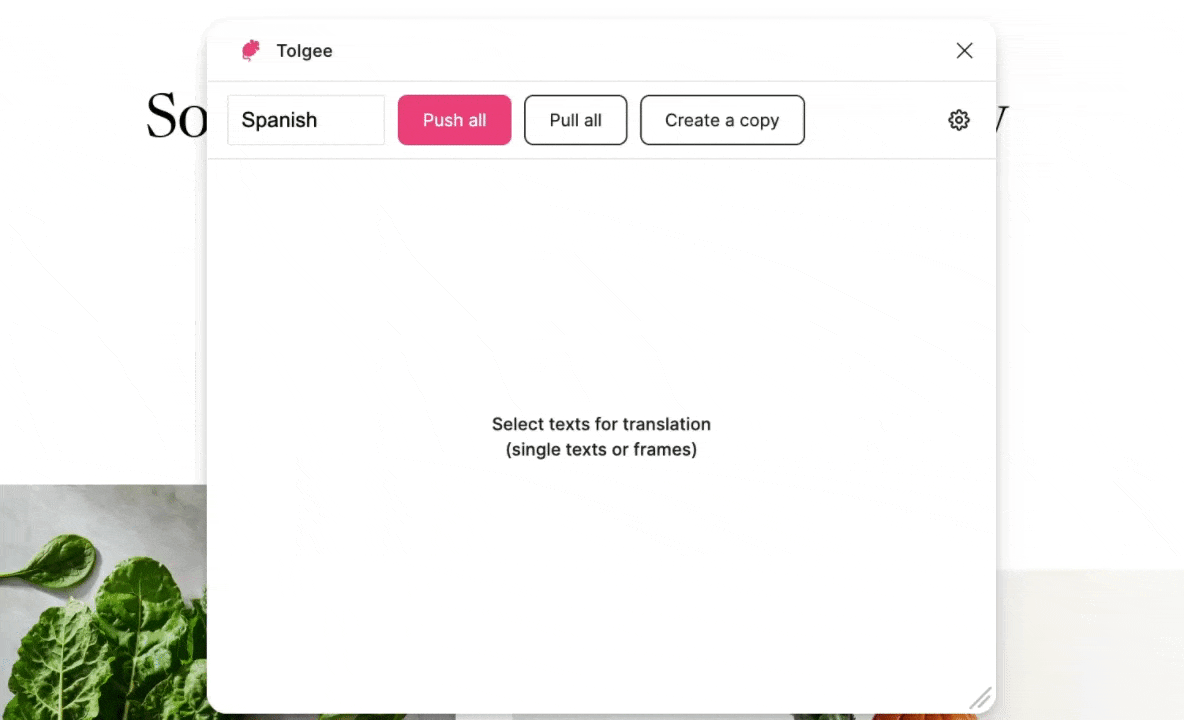 Tolgee
So
y
Spanish
Push all
Pull all
Create a copy
Select texts for translation
(single texts or frames)